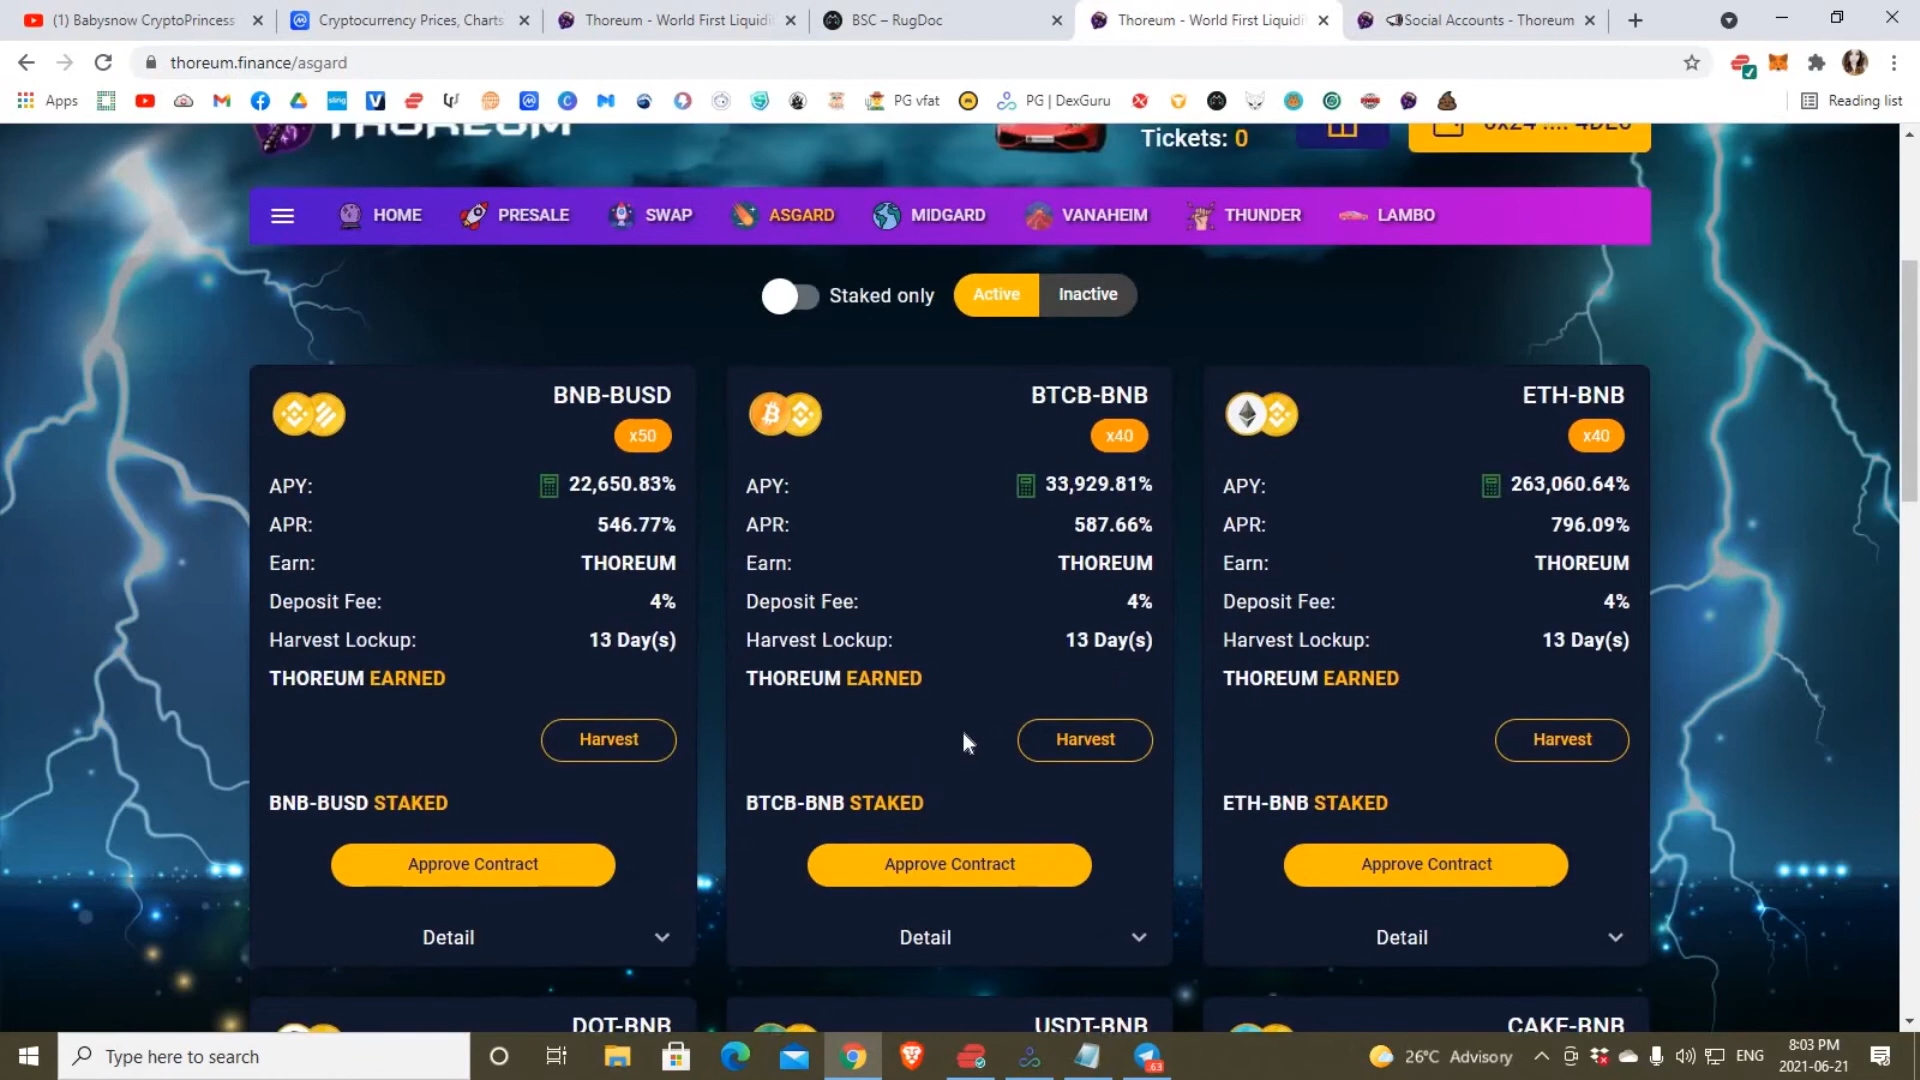 (1) Babysnow CryptoPrincess
Cryptocurrency Prices, Charts
Thoreum - World First Liquidi
BSC – RugDoc
Thoreum - World First Liquidi
Social Accounts - Thoreum
thoreum.finance/asgard
Apps
PG vfat
PG | DexGuru
Reading list
THOREUM
Tickets: 0
HOME
PRESALE
SWAP
ASGARD
MIDGARD
VANAHEIM
THUNDER
LAMBO
Staked only
Active
Inactive
BNB-BUSD
x50
APY: 22,650.83%
APR: 546.77%
Earn: THOREUM
Deposit Fee: 4%
Harvest Lockup: 13 Day(s)
THOREUM EARNED
Harvest
BNB-BUSD STAKED
Approve Contract
Detail
BTCB-BNB
x40
APY: 33,929.81%
APR: 587.66%
Earn: THOREUM
Deposit Fee: 4%
Harvest Lockup: 13 Day(s)
THOREUM EARNED
Harvest
BTCB-BNB STAKED
Approve Contract
Detail
ETH-BNB
x40
APY: 263,060.64%
APR: 796.09%
Earn: THOREUM
Deposit Fee: 4%
Harvest Lockup: 13 Day(s)
THOREUM EARNED
Harvest
ETH-BNB STAKED
Approve Contract
Detail
DOT-BNB
USDT-BNB
CAKE-BNB
Type here to search
26°C Advisory
ENG
8:03 PM
2021-06-21